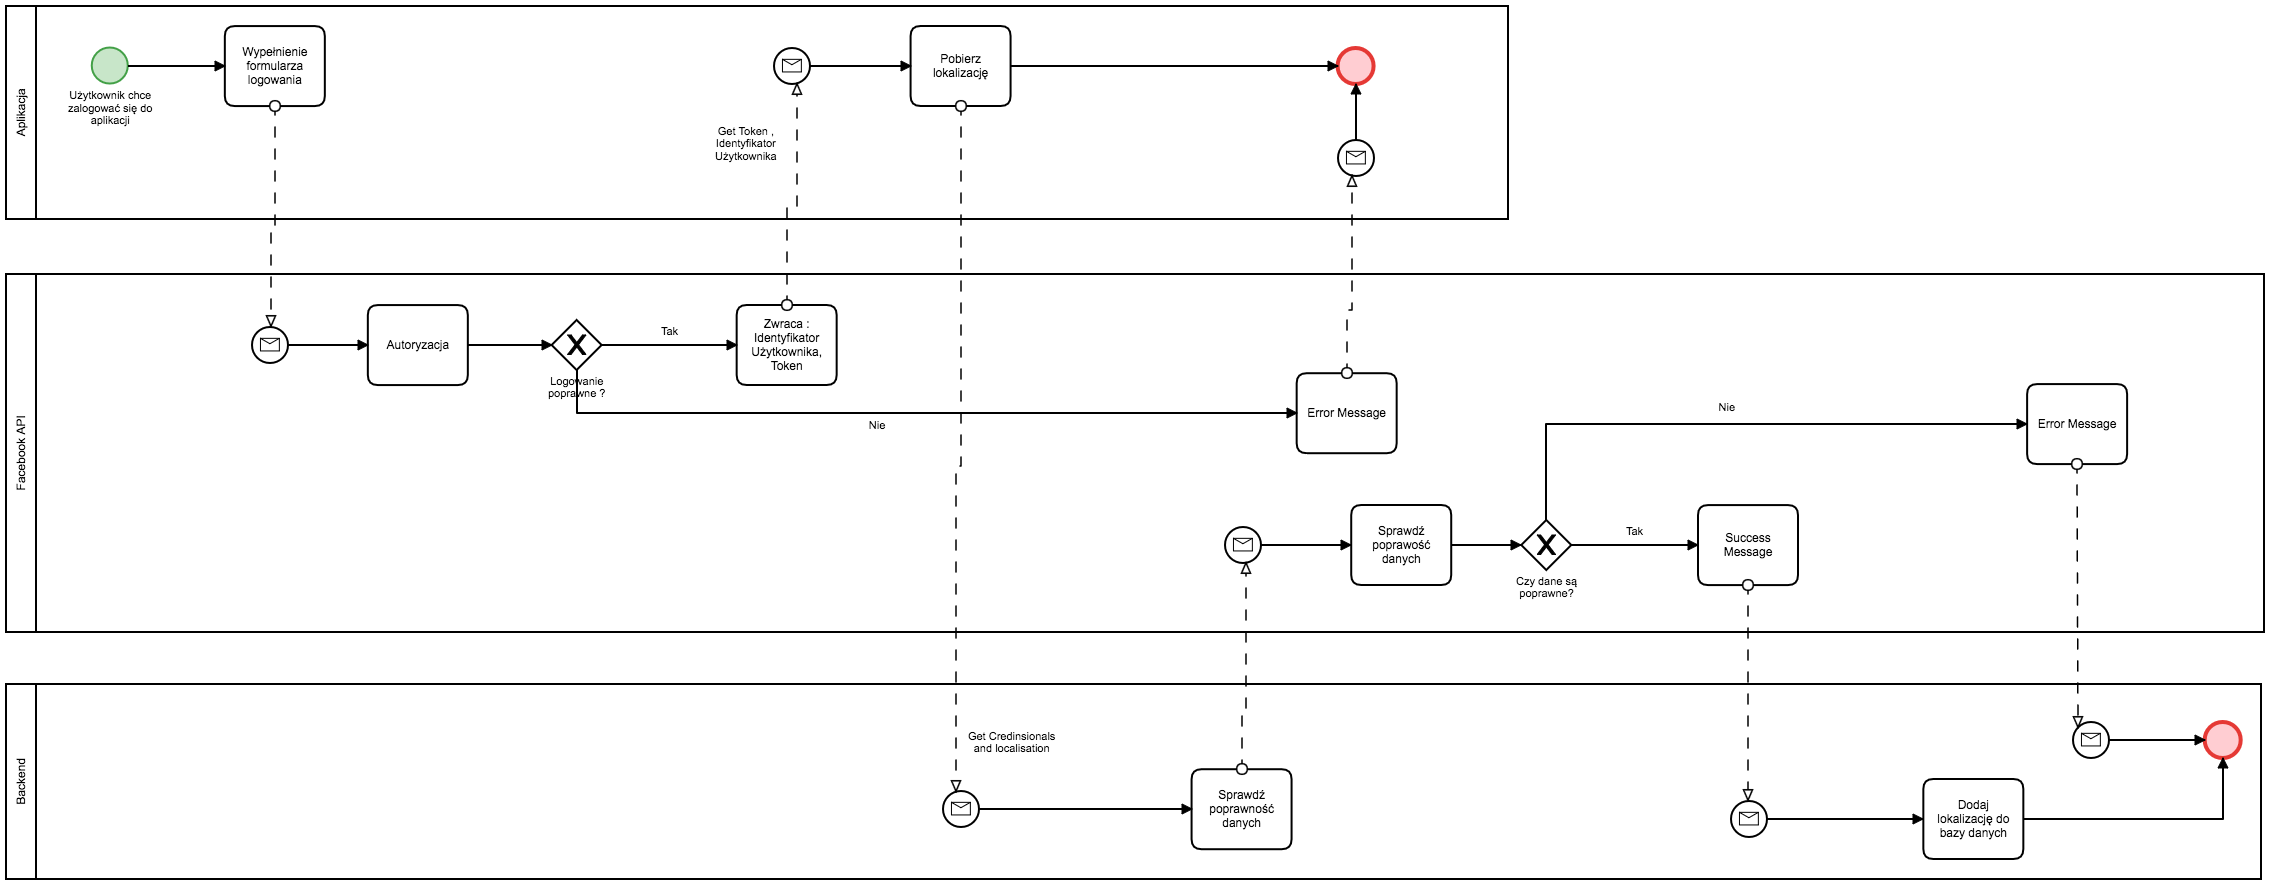 Aplikacja
Użytkownik chce
zalogować się do
aplikacji
Wypełnienie
formularza
logowania
Get Token ,
Identyfikator
Użytkownika
Pobierz
lokalizację
Facebook API
Autoryzacja
Logowanie
poprawne ?
Tak
Nie
Zwraca :
Identyfikator
Użytkownika,
Token
Error Message
Sprawdź
poprawość
danych
Czy dane są
poprawne?
Nie
Tak
Success
Message
Error Message
Backend
Get Credinsionals
and localisation
Sprawdź
poprawność
danych
Dodaj
lokalizację do
bazy danych